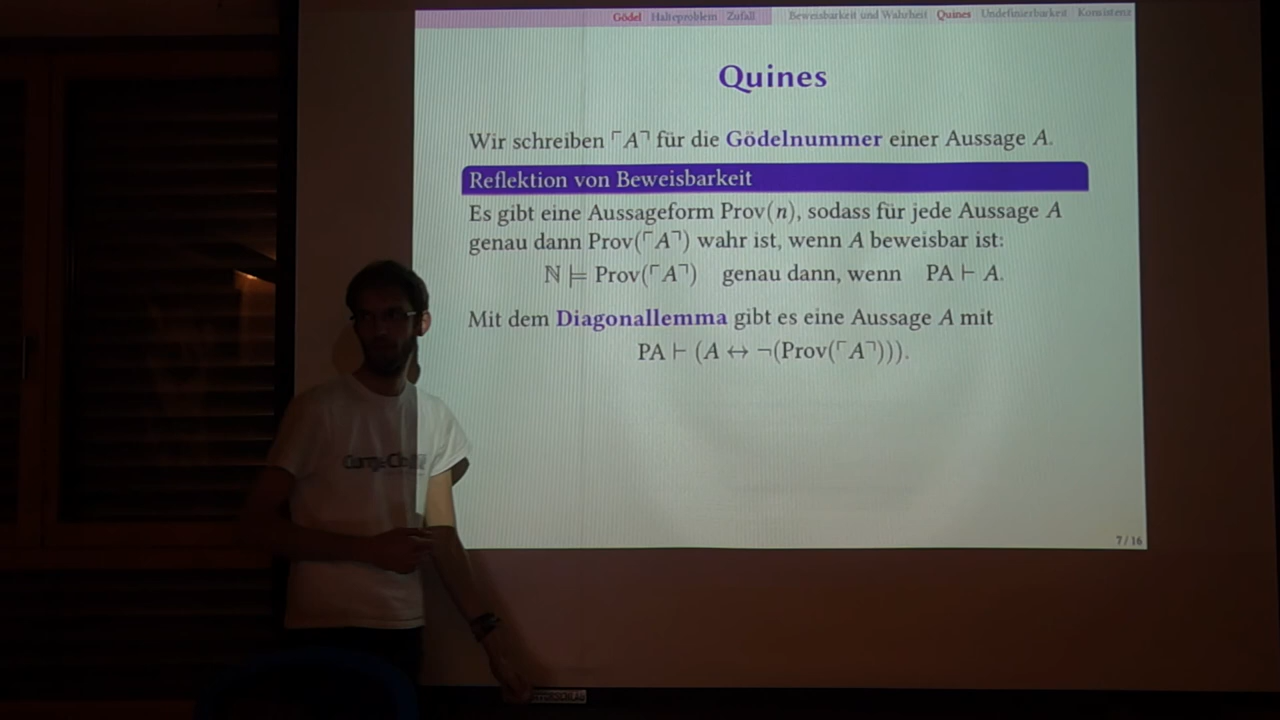 Gödel Halteproblem Zufall Beweisbarkeit und Wahrheit Quines Undefinierbarkeit Konsistenz
Quines
Wir schreiben ⌜A⌝ für die Gödelnummer einer Aussage A.
Reflektion von Beweisbarkeit
Es gibt eine Aussageform Prov(n), sodass für jede Aussage A
genau dann Prov(⌜A⌝) wahr ist, wenn A beweisbar ist:
ℕ ⊨ Prov(⌜A⌝) genau dann, wenn PA ⊢ A.
Mit dem Diagonallemma gibt es eine Aussage A mit
PA ⊢ (A ↔ ¬(Prov(⌜A⌝))).
7 / 16